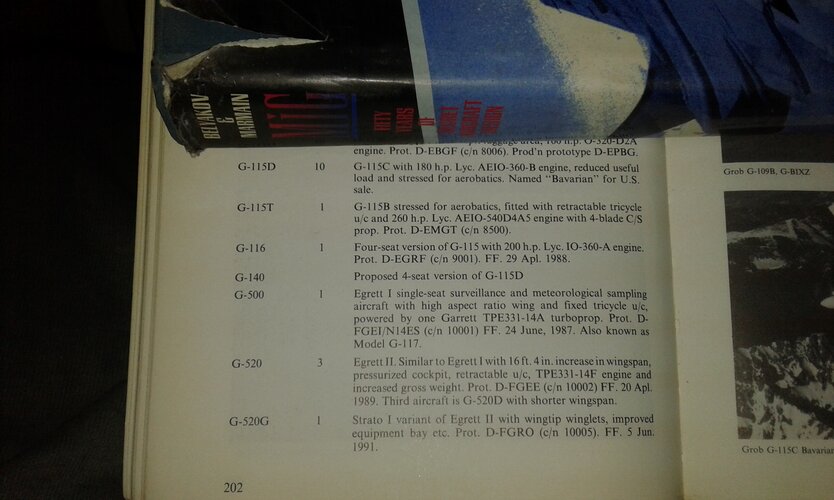 BELYAKOV
&
MARMAIN
MiG
FIFTY
YEARS
OF
AIRCRAFT
DESIGN
engine. Prot. D-EBGF (c/n 8006). Prod'n prototype D-EPBG.
G-115D 10 G-115C with 180 h.p. Lyc. AEIO-360-B engine, reduced useful
load and stressed for aerobatics. Named "Bavarian" for U.S.
sale.
G-115T 1 G-115B stressed for aerobatics, fitted with retractable tricycle
u/c and 260 h.p. Lyc. AEIO-540D4A5 engine with 4-blade C/S
prop. Prot. D-EMGT (c/n 8500).
G-116 1 Four-seat version of G-115 with 200 h.p. Lyc. IO-360-A engine.
Prot. D-EGRF (c/n 9001). FF. 29 Apl. 1988.
G-140 Proposed 4-seat version of G-115D
G-500 1 Egrett I single-seat surveillance and meteorological sampling
aircraft with high aspect ratio wing and fixed tricycle u/c,
powered by one Garrett TPE331-14A turboprop. Prot. D-
FGEI/N14ES (c/n 10001) FF. 24 June, 1987. Also known as
Model G-117.
G-520 3 Egrett II. Similar to Egrett I with 16 ft. 4 in. increase in wingspan,
pressurized cockpit, retractable u/c, TPE331-14F engine and
increased gross weight. Prot. D-FGEE (c/n 10002) FF. 20 Apl.
1989. Third aircraft is G-520D with shorter wingspan.
G-520G 1 Strato I variant of Egrett II with wingtip winglets, improved
equipment bay etc. Prot. D-FGRO (c/n 10005). FF. 5 Jun.
1991.
202
Grob G-109B, G-BIXZ
Grob G-115C Bavarian